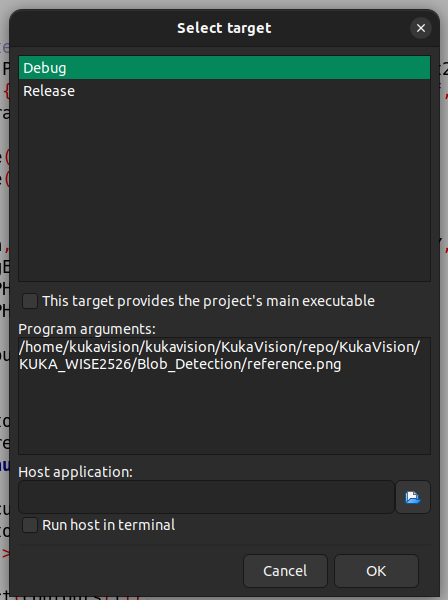 Select target
Debug
Release
This target provides the project's main executable
Program arguments:
/home/kukavision/kukavision/KukaVision/repo/KukaVision/
KUKA_WISE2526/Blob_Detection/reference.png
Host application:
Run host in terminal
Cancel
OK